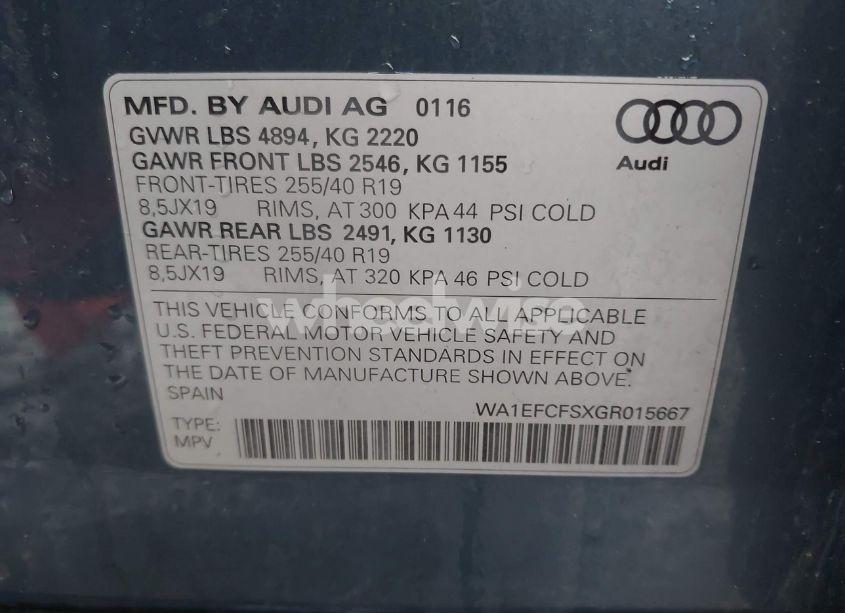 MFD. BY AUDI AG 0116
GVWR LBS 4894, KG 2220
GAWR FRONT LBS 2546, KG 1155
FRONT-TIRES 255/40 R19
8,5JX19 RIMS, AT 300 KPA 44 PSI COLD
GAWR REAR LBS 2491, KG 1130
REAR-TIRES 255/40 R19
8,5JX19 RIMS, AT 320 KPA 46 PSI COLD
Audi
wheelwise
THIS VEHICLE CONFORMS TO ALL APPLICABLE
U.S. FEDERAL MOTOR VEHICLE SAFETY AND
THEFT PREVENTION STANDARDS IN EFFECT ON
THE DATE OF MANUFACTURE SHOWN ABOVE.
SPAIN
WA1EFCFSXGR015667
TYPE:
MPV